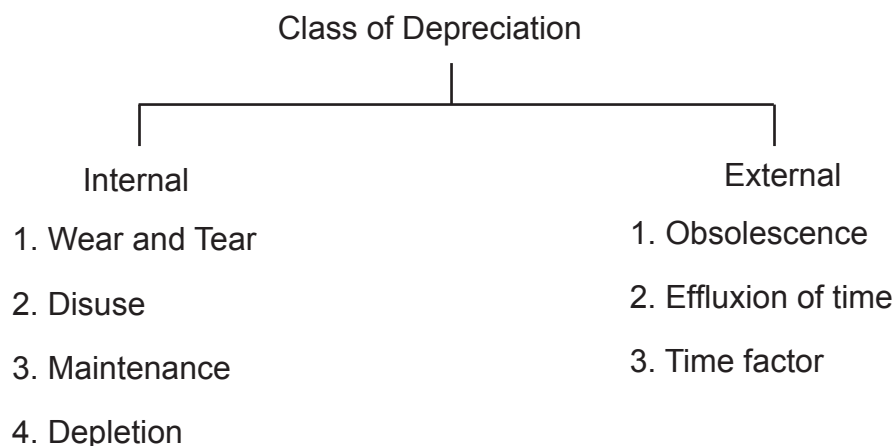 Class of Depreciation
Internal
1. Wear and Tear
2. Disuse
3. Maintenance
4. Depletion
External
1. Obsolescence
2. Effluxion of time
3. Time factor